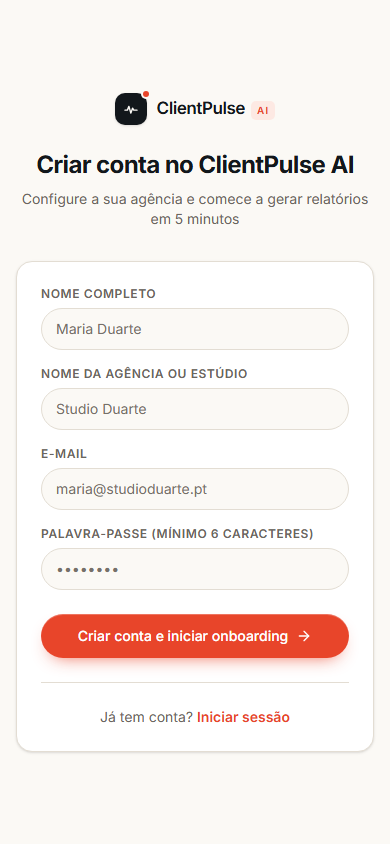 ClientPulse AI
Criar conta no ClientPulse AI
Configure a sua agência e comece a gerar relatórios
em 5 minutos
NOME COMPLETO
Maria Duarte
NOME DA AGÊNCIA OU ESTÚDIO
Studio Duarte
E-MAIL
maria@studioduarte.pt
PALAVRA-PASSE (MÍNIMO 6 CARACTERES)
••••••••
Criar conta e iniciar onboarding →
Já tem conta? Iniciar sessão